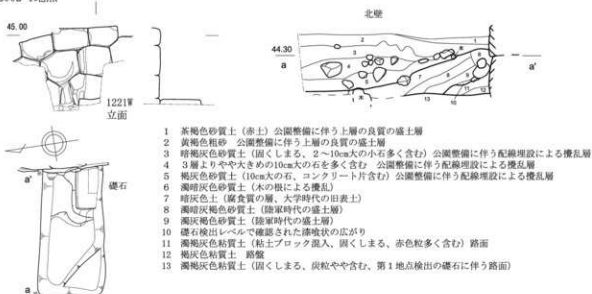 北壁
45.00
44.30
a
a'
1221W
立面
礎石
a'
a
1 茶褐色砂質土（赤土）公園整備に伴う上層の良質の盛土層
2 黄褐色粗砂　公園整備に伴う上層の良質の盛土層
3 暗褐灰色砂質土（固くしまる、2～10cm大の小石多く含む）公園整備に伴う配線埋設による攪乱層
4 3層よりやや大きめの10cm大の石を多く含む　公園整備に伴う配線埋設による攪乱層
5 褐灰色砂質土（10cm大の石、コンクリート片含む）公園整備に伴う配線埋設による攪乱層
6 濁暗灰色砂質土（木の根による攪乱）
7 暗灰色土（腐食質の層、大学時代の旧表土）
8 濁暗灰褐色砂質土（陸軍時代の盛土層）
9 濁灰褐色砂質土（陸軍時代の盛土層）
10 礎石検出レベルで確認された漆喰状の広がり
11 濁褐灰色粘質土（粘土ブロック混入、固くしまる、赤色粒多く含む）路面
12 褐灰色粘質土　路盤
13 濁褐灰色粘質土（固くしまる、炭粒やや含む、第1地点検出の礎石に伴う路面）